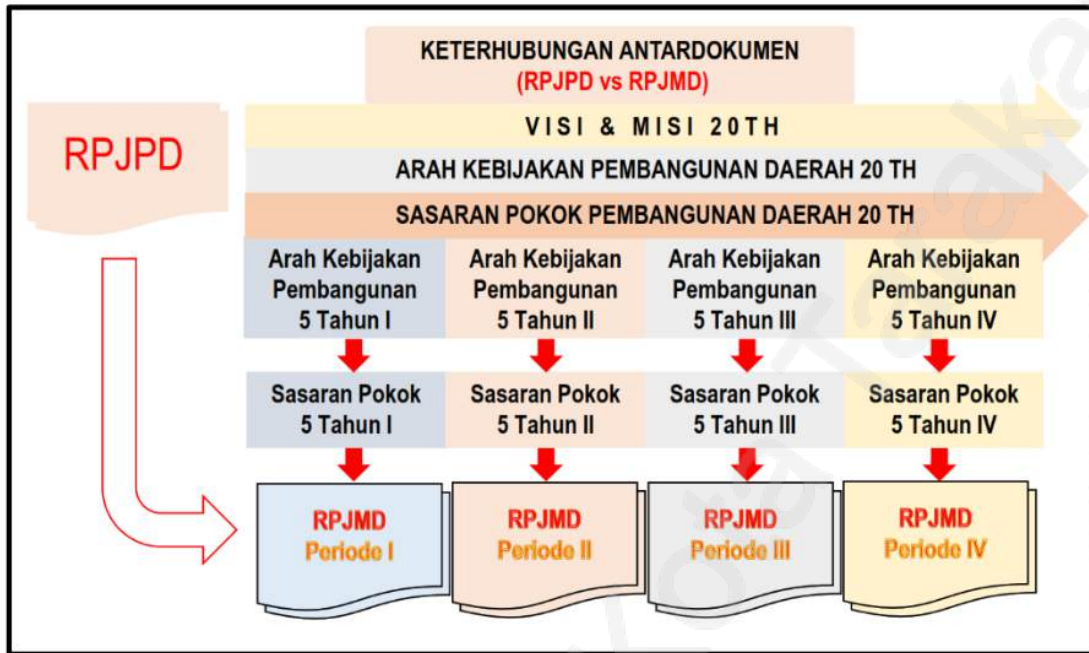 KETERHUBUNGAN ANTARDOKUMEN
(RPJPD vs RPJMD)
RPJPD
VISI & MISI 20TH
ARAH KEBIJAKAN PEMBANGUNAN DAERAH 20 TH
SASARAN POKOK PEMBANGUNAN DAERAH 20 TH
Arah Kebijakan
Pembangunan
5 Tahun I
Arah Kebijakan
Pembangunan
5 Tahun II
Arah Kebijakan
Pembangunan
5 Tahun III
Arah Kebijakan
Pembangunan
5 Tahun IV
Sasaran Pokok
5 Tahun I
Sasaran Pokok
5 Tahun II
Sasaran Pokok
5 Tahun III
Sasaran Pokok
5 Tahun IV
RPJMD
Periode I
RPJMD
Periode II
RPJMD
Periode III
RPJMD
Periode IV
Kota Taraka